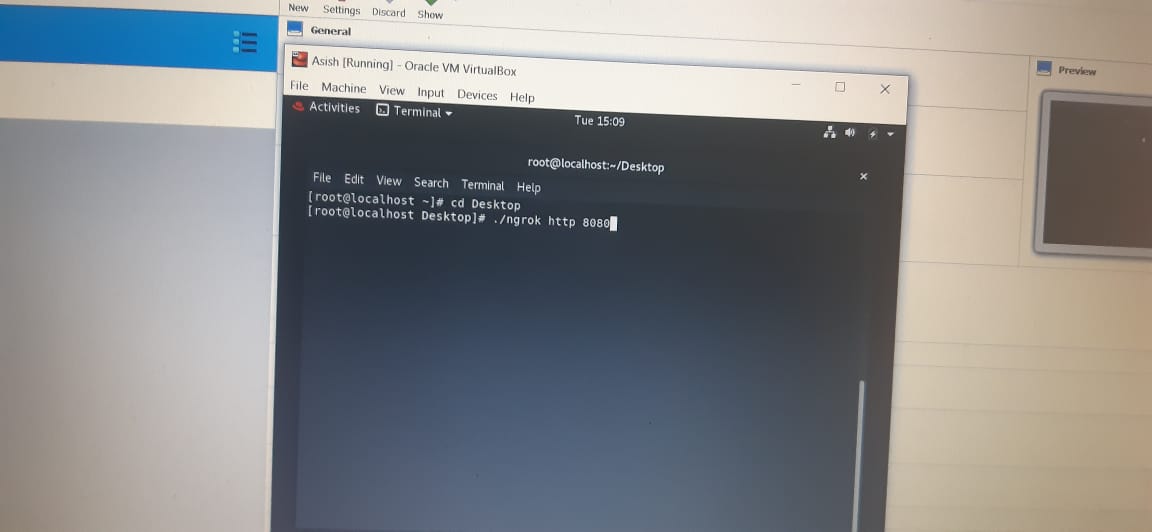 New Settings Discard Show
General
Asish [Running] - Oracle VM VirtualBox
Preview
File Machine View Input Devices Help
Activities Terminal
Tue 15:09
root@localhost:~/Desktop
File Edit View Search Terminal Help
[root@localhost ~]# cd Desktop
[root@localhost Desktop]# ./ngrok http 8080